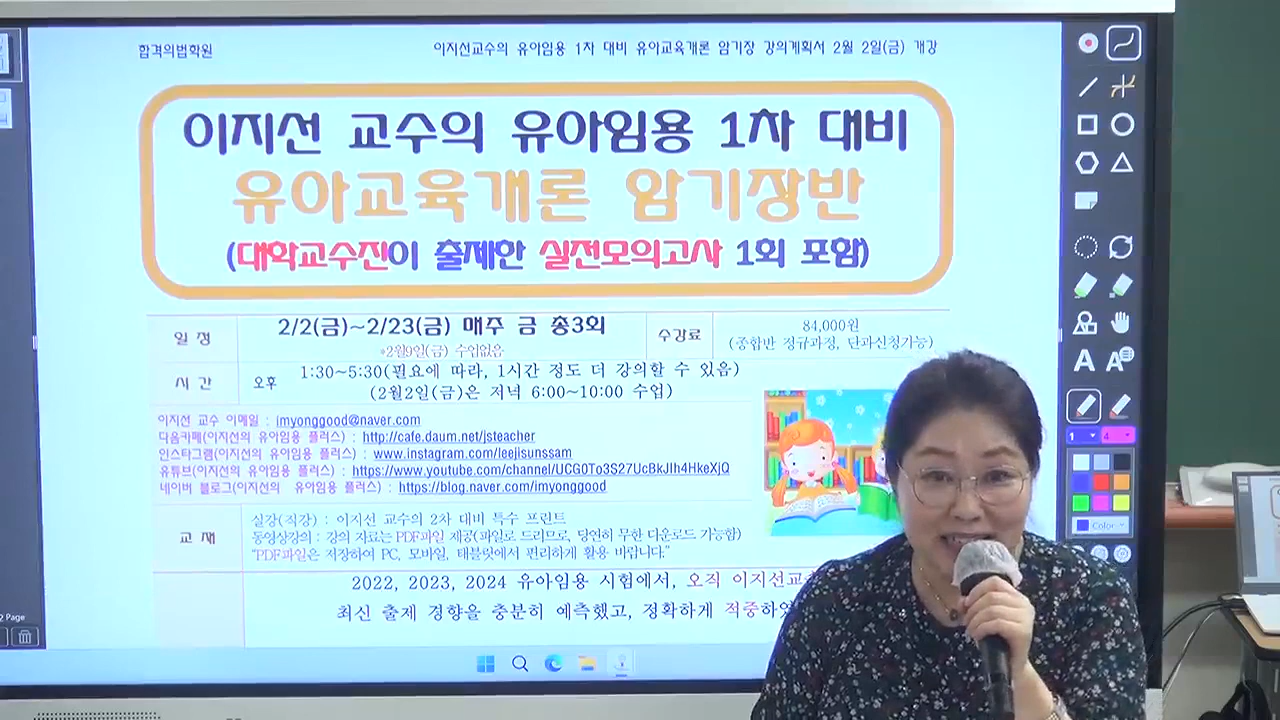 합격의법학원
이지선교수의 유아임용 1차 대비 유아교육개론 암기장 강의계획서 2월 2일(금) 개강
이지선 교수의 유아임용 1차 대비
유아교육개론 암기장반
(대학교수진이 출제한 실전모의고사 1회 포함)
일 정
2/2(금)~2/23(금) 매주 금 총3회
*2월9일(금) 수업없음
수강료
84,000원
(종합반 정규과정, 단과신청가능)
시 간
오후
1:30~5:30(필요에 따라, 1시간 정도 더 강의할 수 있음)
(2월2일(금)은 저녁 6:00~10:00 수업)
이지선 교수 이메일 : imyonggood@naver.com
다음카페(이지선의 유아임용 플러스) : http://cafe.daum.net/jsteacher
인스타그램(이지선의 유아임용 플러스) : www.instagram.com/leejisunssam
유튜브(이지선의 유아임용 플러스) : https://www.youtube.com/channel/UCG0To3S27UcBkJIh4HkeXjQ
네이버 블로그(이지선의 유아임용 플러스) : https://blog.naver.com/imyonggood
교 재
실강(직강) : 이지선 교수의 2차 대비 특수 프린트
동영상강의 : 강의 자료는 PDF파일 제공(파일로 드리므로, 당연히 무한 다운로드 가능함)
"PDF파일은 저장하여 PC, 모바일, 태블릿에서 편리하게 활용 바랍니다."
2022, 2023, 2024 유아임용 시험에서, 오직 이지선교
최신 출제 경향을 충분히 예측했고, 정확하게 적중하였
2 Page
A
A
1
4
Color